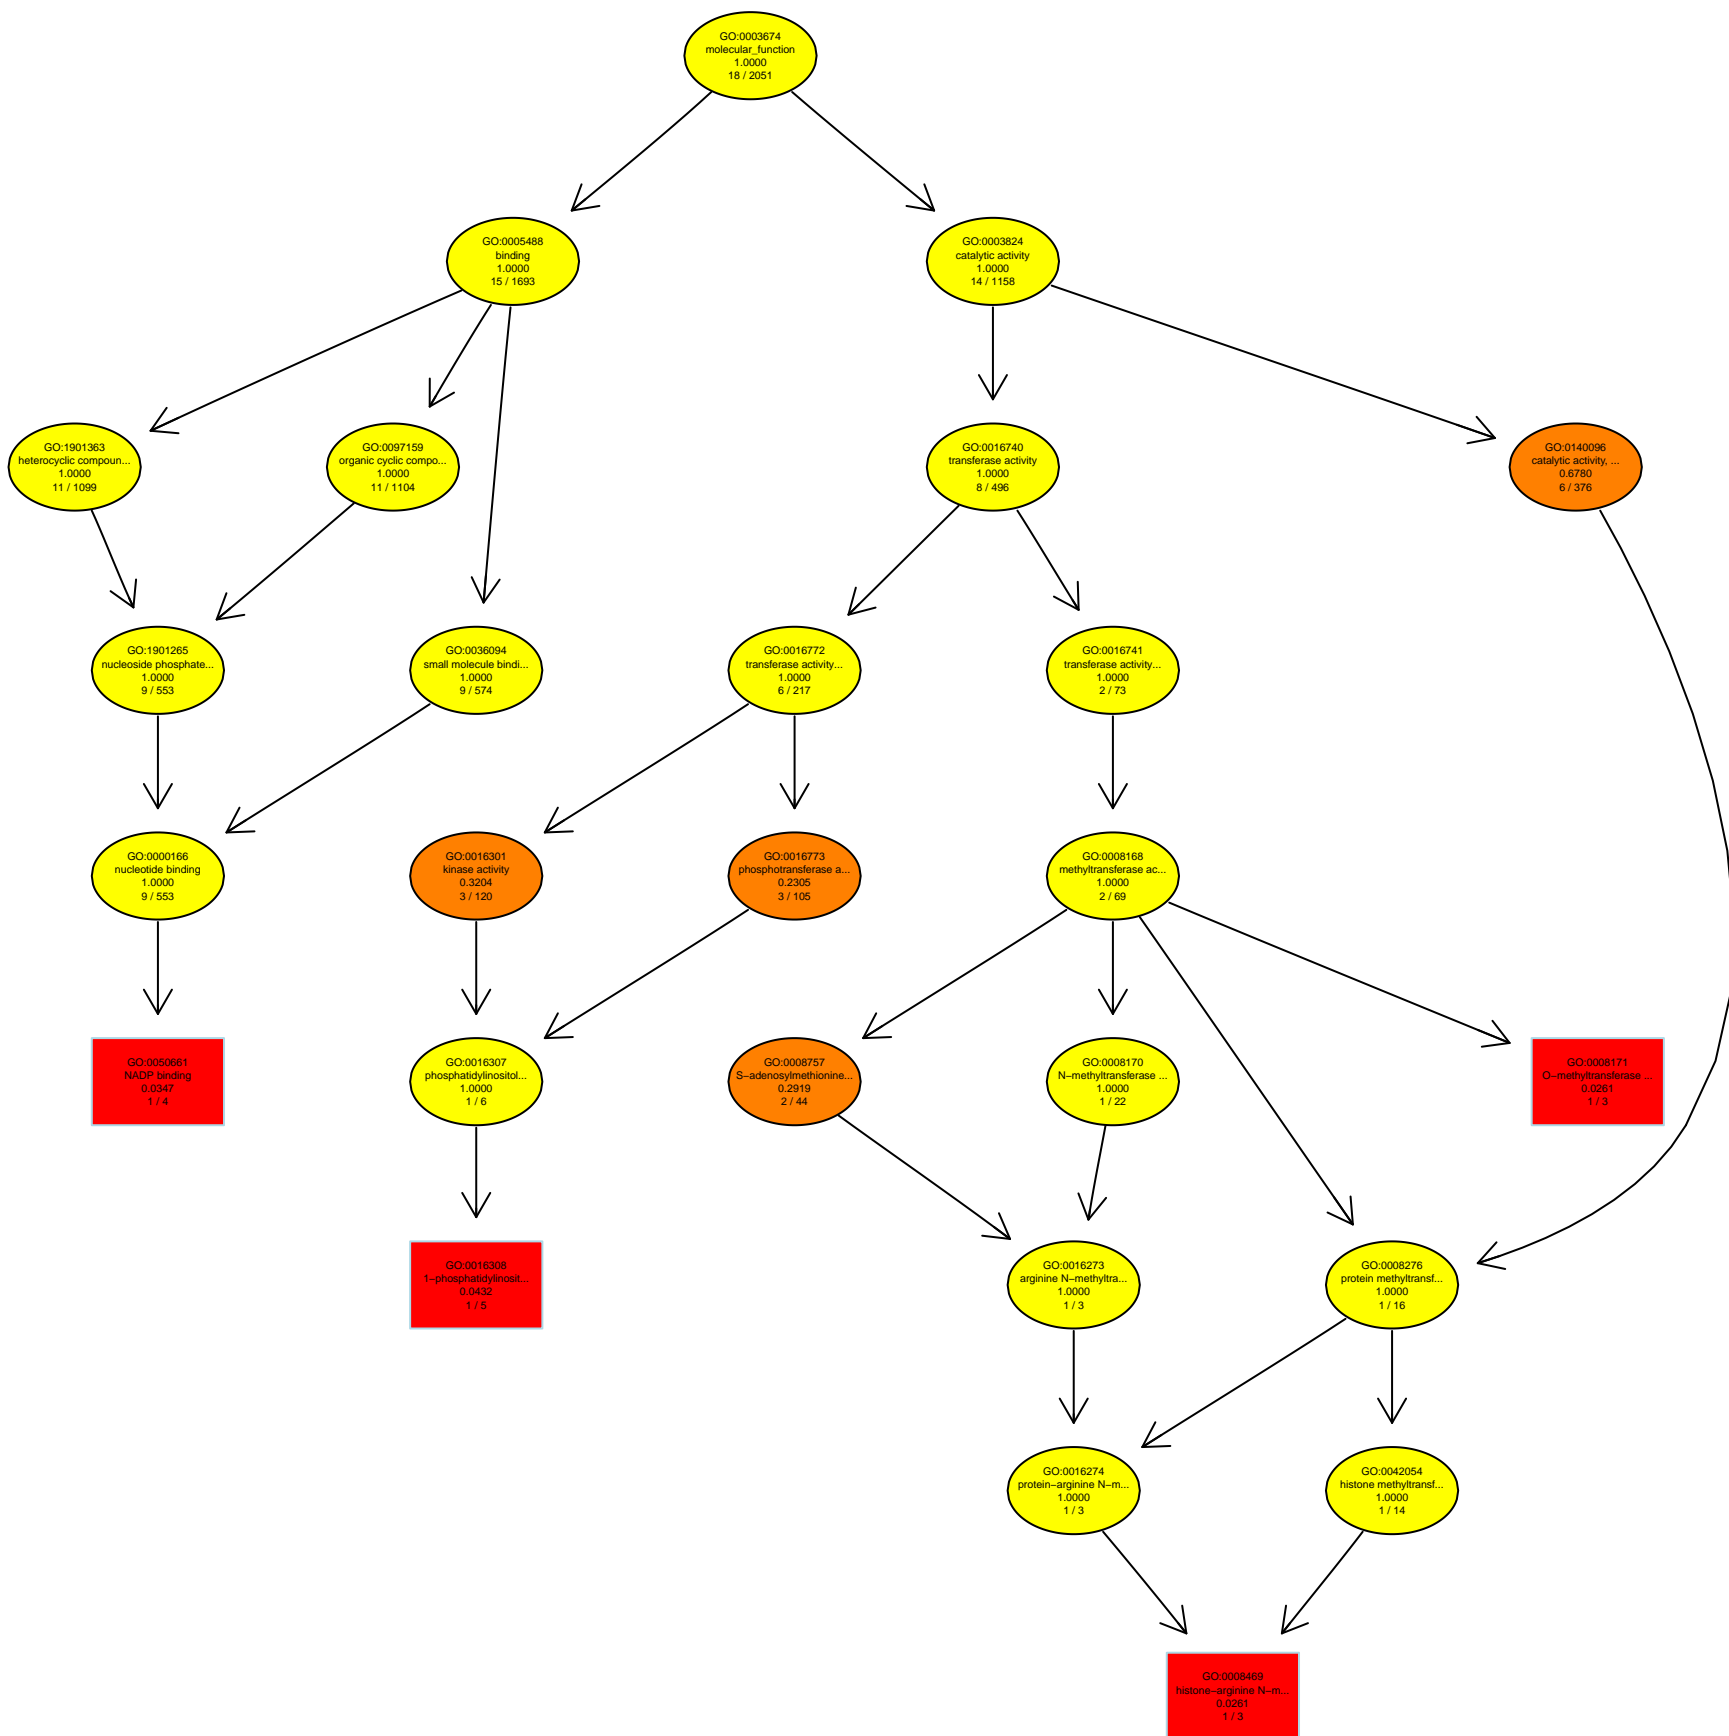 GO:0003674
molecular_function
1.0000
18 / 2051
GO:0005488
binding
1.0000
15 / 1693
GO:0003824
catalytic activity
1.0000
14 / 1158
GO:1901363
heterocyclic compoun...
1.0000
11 / 1099
GO:0097159
organic cyclic compo...
1.0000
11 / 1104
GO:0016740
transferase activity
1.0000
8 / 496
GO:0140096
catalytic activity, ...
0.6780
6 / 376
GO:1901265
nucleoside phosphate...
1.0000
9 / 553
GO:0036094
small molecule bindi...
1.0000
9 / 574
GO:0016772
transferase activity...
1.0000
6 / 217
GO:0016741
transferase activity...
1.0000
2 / 73
GO:0000166
nucleotide binding
1.0000
9 / 553
GO:0016301
kinase activity
0.3204
3 / 120
GO:0016773
phosphotransferase a...
0.2305
3 / 105
GO:0008168
methyltransferase ac...
1.0000
2 / 69
GO:0050661
NADP binding
0.0347
1 / 4
GO:0016307
phosphatidylinositol...
1.0000
1 / 6
GO:0008757
S−adenosylmethionine...
0.2919
2 / 44
GO:0008170
N−methyltransferase ...
1.0000
1 / 22
GO:0008171
O−methyltransferase ...
0.0261
1 / 3
GO:0016308
1−phosphatidylinosit...
0.0432
1 / 5
GO:0016273
arginine N−methyltra...
1.0000
1 / 3
GO:0008276
protein methyltransf...
1.0000
1 / 16
GO:0016274
protein−arginine N−m...
1.0000
1 / 3
GO:0042054
histone methyltransf...
1.0000
1 / 14
GO:0008469
histone−arginine N−m...
0.0261
1 / 3